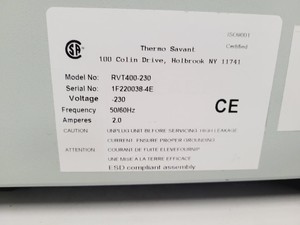 ISO9001
Certified
SA
Thermo Savant
100 Colin Drive, Holbrook NY 11741
Model No: RVT400-230
Serial No: 1F220038-4E
Voltage -230
Frequency 50/60Hz
Amperes 2.0
CE
CAUTION UNPLUG UNIT BEFORE SERVICING. HIGH LEAKAGE
CURRENT. ENSURE PROPER GROUNDING
ATTENTION COURANT DE FUITE ELEVE
UNE MISE A LA TERRE EFFICACE
ESD compliant assembly